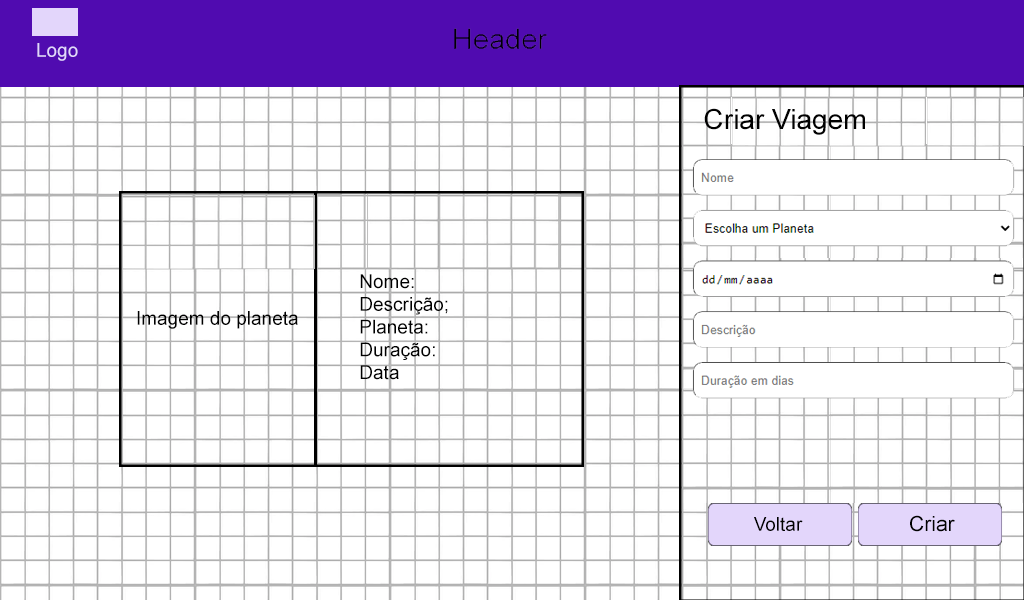 Logo
Header
Criar Viagem
Nome
Escolha um Planeta
dd/mm/aaaa
Descrição
Duração em dias
Voltar
Criar
Imagem do planeta
Nome:
Descrição;
Planeta:
Duração:
Data